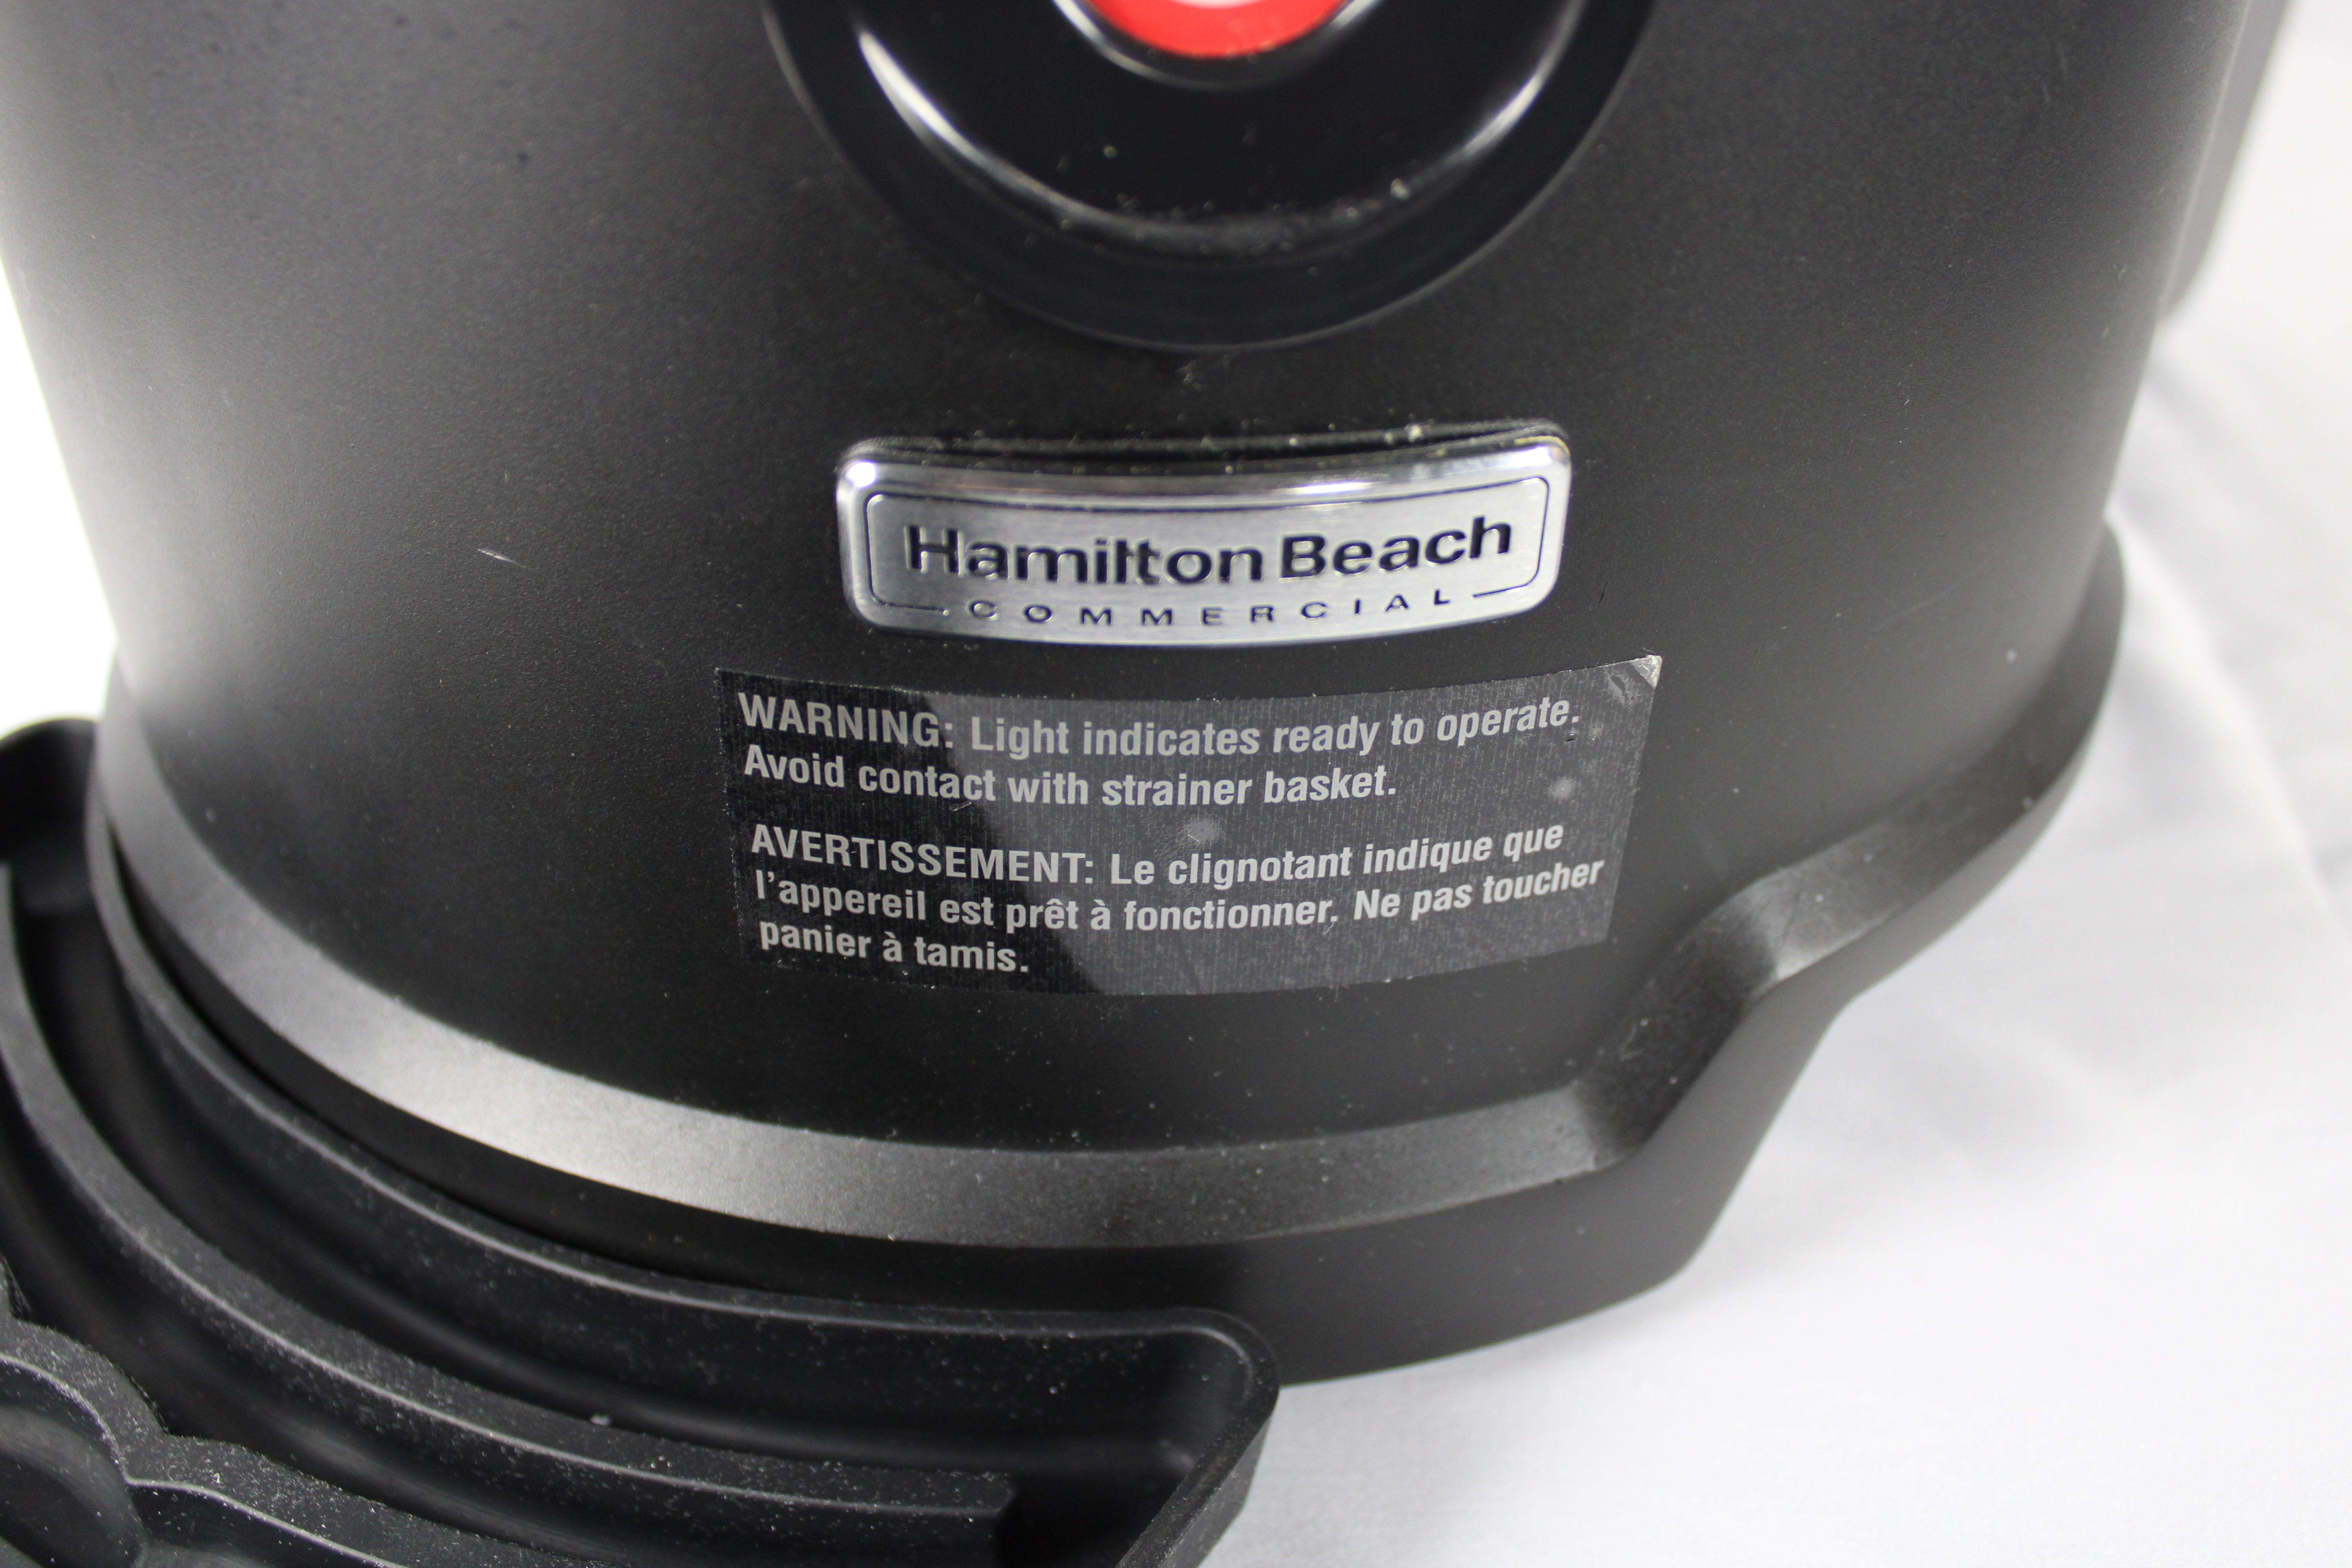 Hamilton Beach
COMMERCIAL
WARNING: Light indicates ready to operate.
Avoid contact with strainer basket.
AVERTISSEMENT: Le clignotant indique que
l'appereil est prêt à fonctionner. Ne pas toucher
panier à tamis.